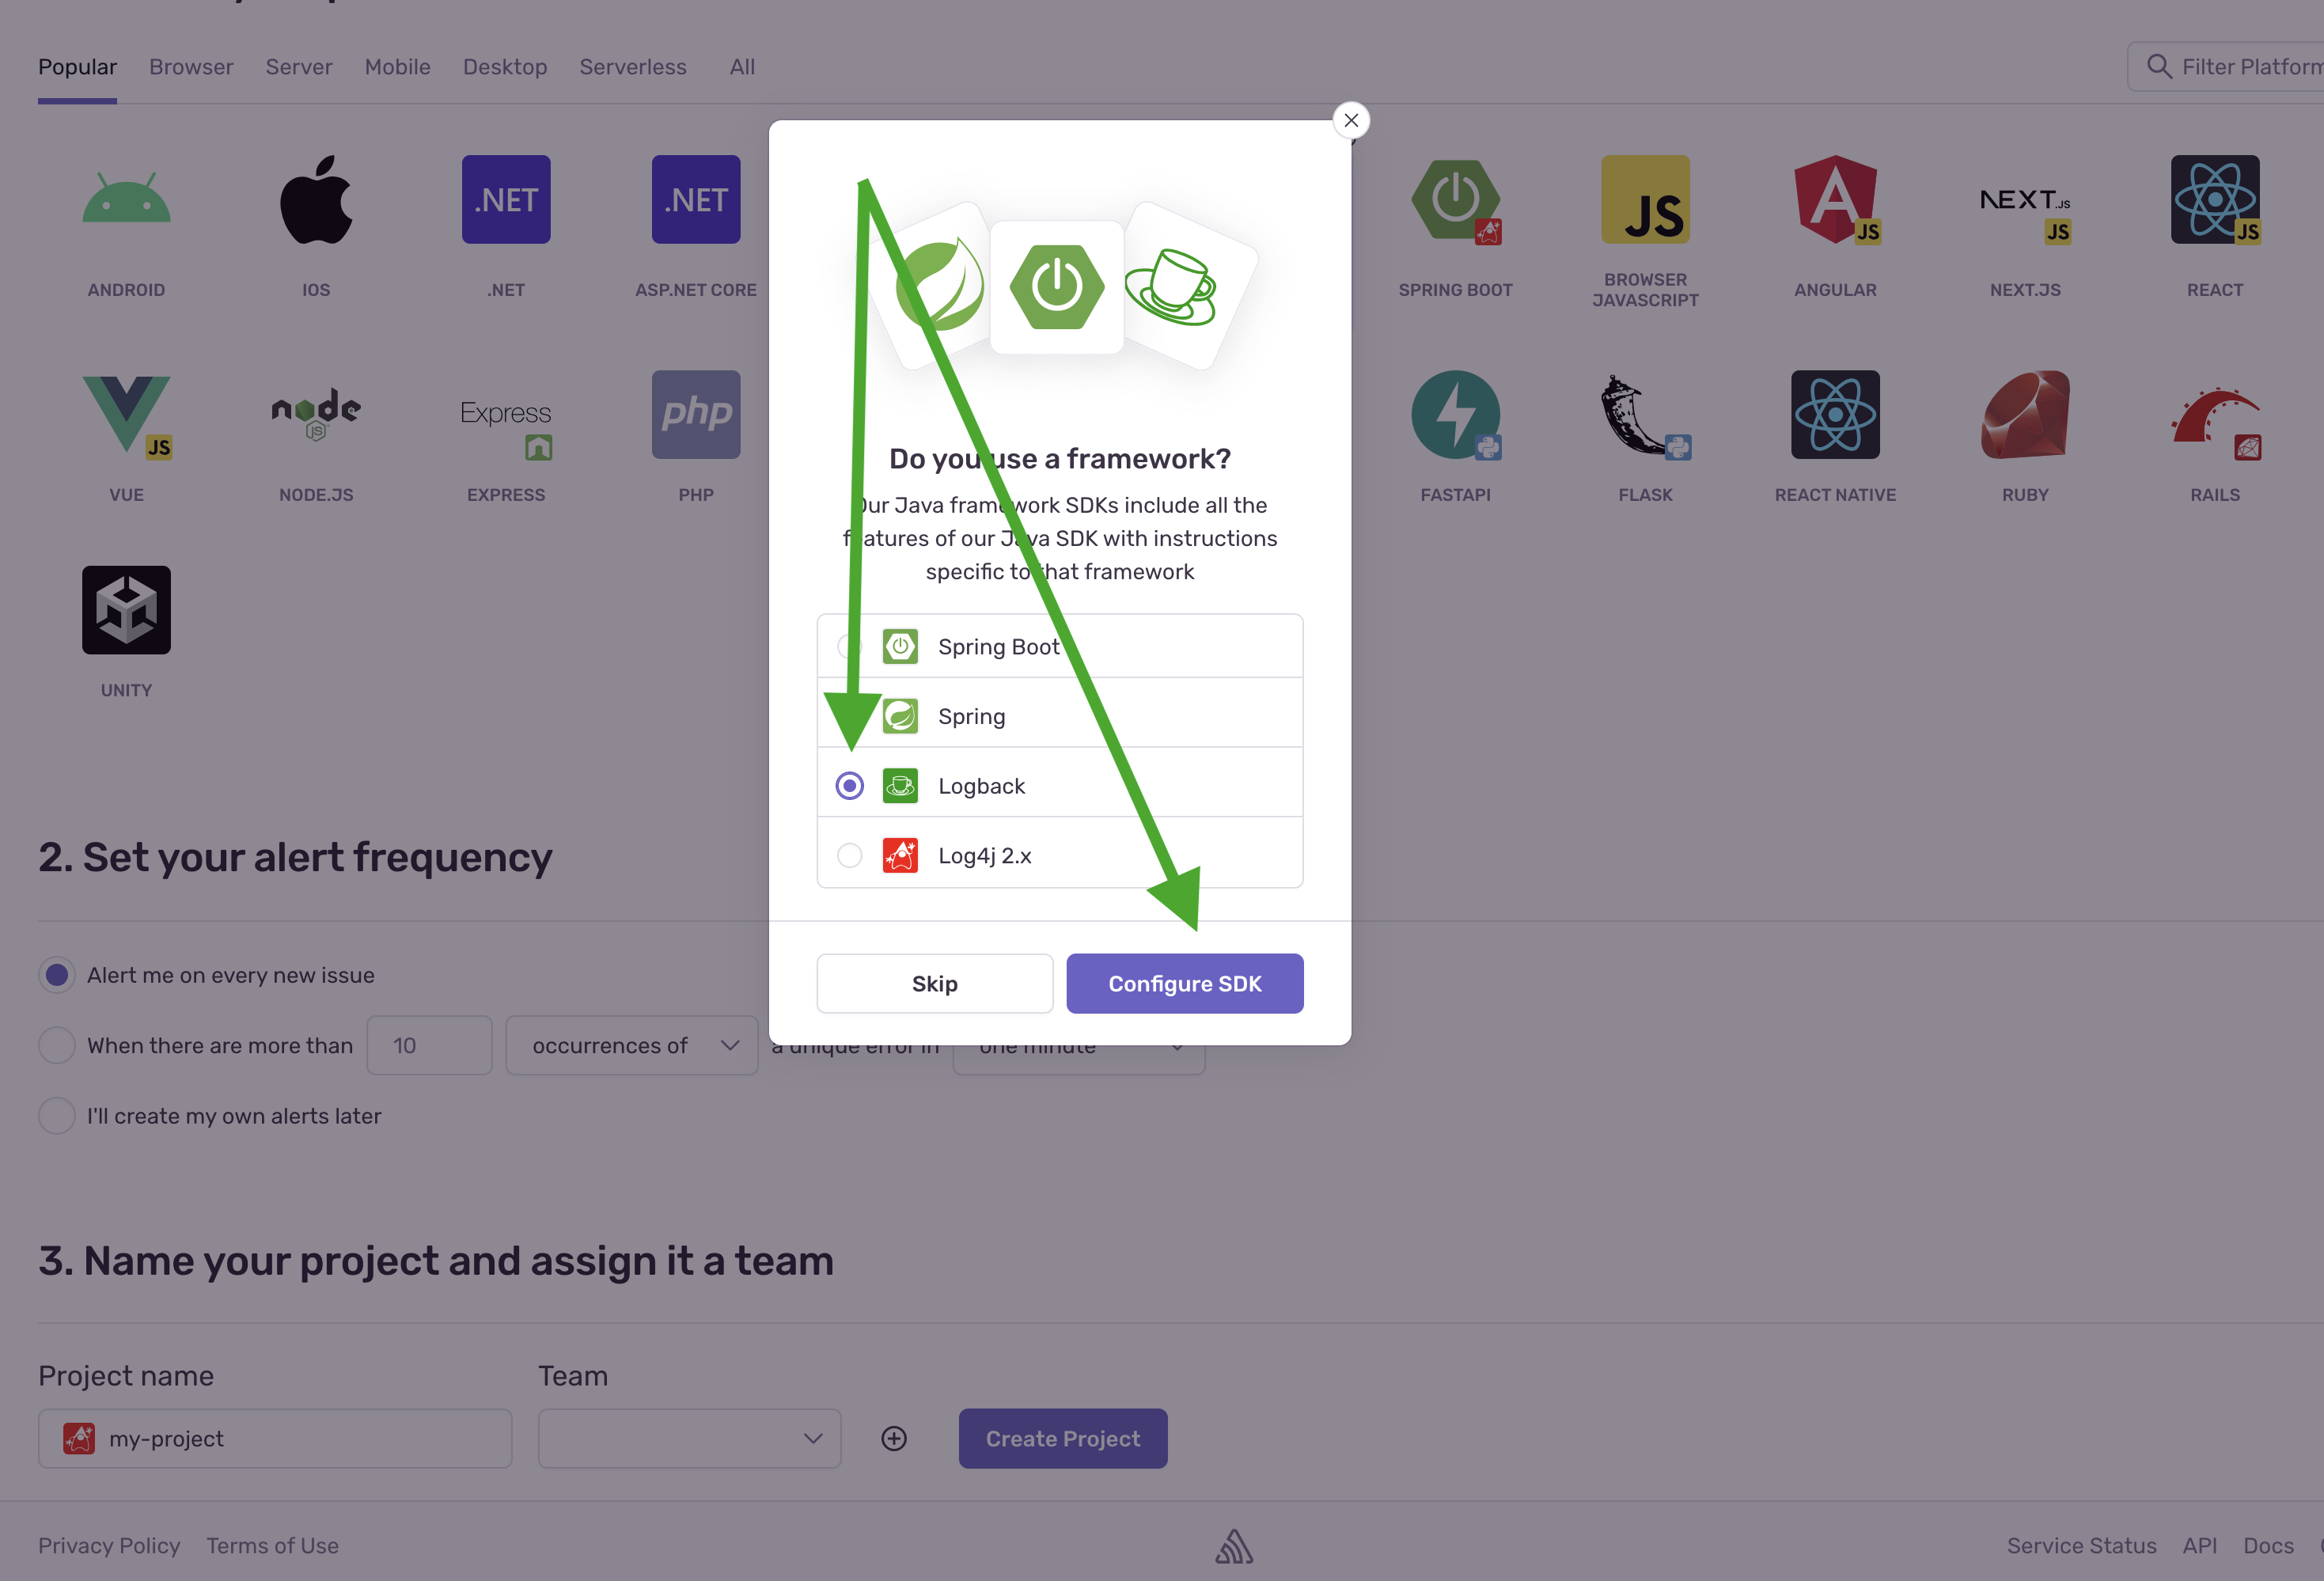 Popular Browser Server Mobile Desktop Serverless All Filter Platform
.NET .NET JS JS NEXT.JS JS JS
ANDROID IOS .NET ASP.NET CORE SPRING BOOT BROWSER JAVASCRIPT ANGULAR NEXT.JS REACT
JS node JS Express php
VUE NODE.JS EXPRESS PHP FASTAPI FLASK REACT NATIVE RUBY RAILS
UNITY
Do you use a framework?
Our Java framework SDKs include all the
features of our Java SDK with instructions
specific to that framework
Spring Boot
Spring
Logback
Log4j 2.x
Skip Configure SDK
2. Set your alert frequency
Alert me on every new issue
When there are more than 10 occurrences of a unique error in one minute
I'll create my own alerts later
3. Name your project and assign it a team
Project name Team
my-project Create Project
Privacy Policy Terms of Use Service Status API Docs